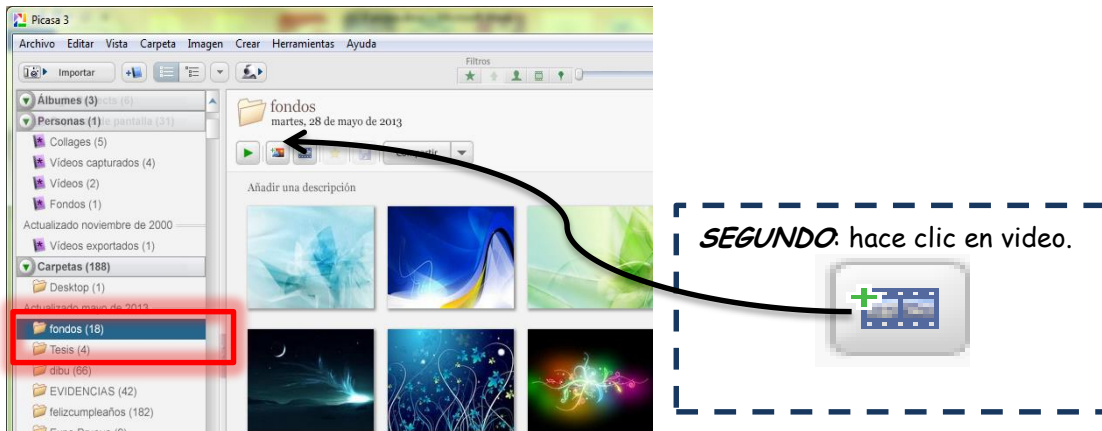 Picasa 3
Archivo Editar Vista Carpeta Imagen Crear Herramientas Ayuda
Importar
Filtros
Álbumes (3)
Personas (1)
Collages (5)
Vídeos capturados (4)
Vídeos (2)
Fondos (1)
Actualizado noviembre de 2000
Vídeos exportados (1)
Carpetas (188)
Desktop (1)
Actualizado mayo de 2013
fondos (18)
Tesis (4)
dibu (66)
EVIDENCIAS (42)
felizcumpleaños (182)
fondos
martes, 28 de mayo de 2013
Compartir
Añadir una descripción
SEGUNDO: hace clic en video.